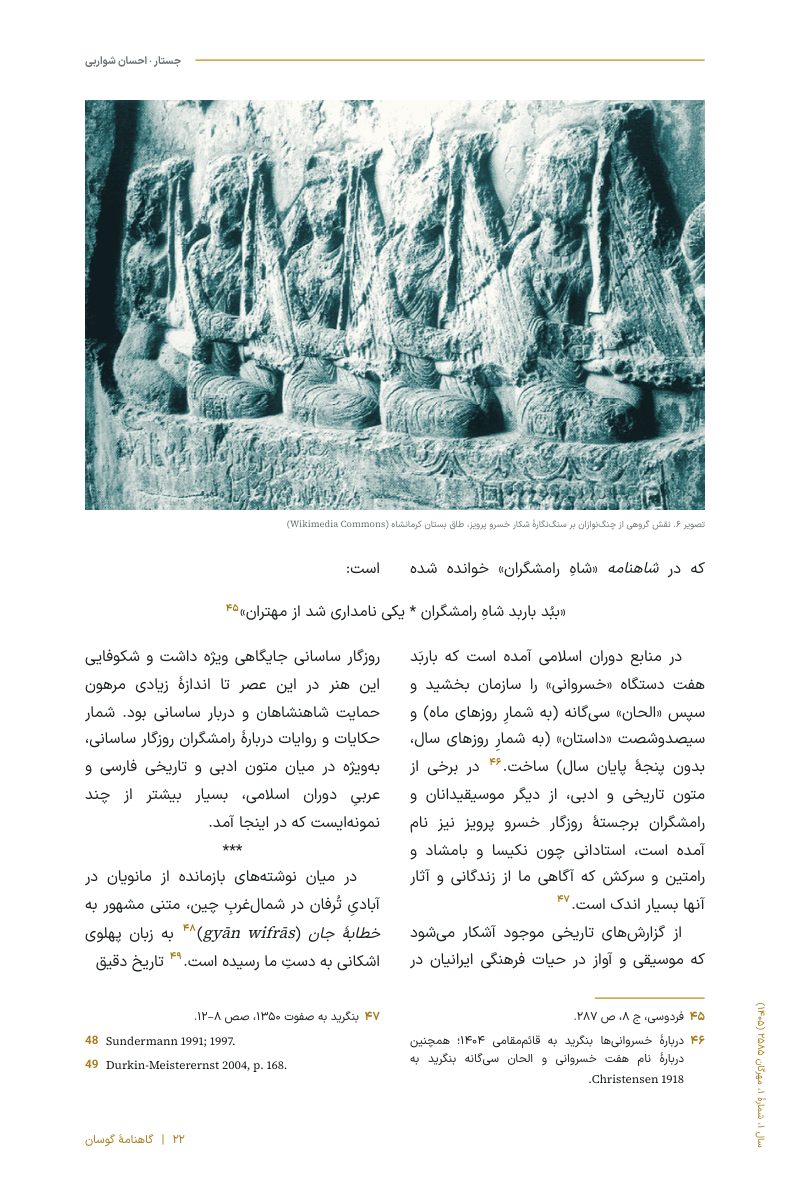 جستار · احسان شواربی
تصویر ۶. نقش گروهی از چنگ‌نوازان بر سنگ‌نگارهٔ شکار خسرو پرویز، طاق بستان کرمانشاه (Wikimedia Commons)
که در شاهنامه «شاهِ رامشگران» خوانده شده است:
«ببُد باربد شاهِ رامشگران * یکی نامداری شد از مهتران»۴۵
در منابع دوران اسلامی آمده است که باربَد
هفت دستگاه «خسروانی» را سازمان بخشید و
سپس «الحان» سی‌گانه (به شمارِ روزهای ماه) و
سیصدوشصت «داستان» (به شمارِ روزهای سال،
بدون پنجهٔ پایان سال) ساخت.۴۶ در برخی از
متون تاریخی و ادبی، از دیگر موسیقیدانان و
رامشگران برجستهٔ روزگار خسرو پرویز نیز نام
آمده است، استادانی چون نکیسا و بامشاد و
رامتین و سرکش که آگاهی ما از زندگانی و آثار
آنها بسیار اندک است.۴۷
از گزارش‌های تاریخی موجود آشکار می‌شود
که موسیقی و آواز در حیات فرهنگی ایرانیان در
روزگار ساسانی جایگاهی ویژه داشت و شکوفایی
این هنر در این عصر تا اندازهٔ زیادی مرهون
حمایت شاهنشاهان و دربار ساسانی بود. شمار
حکایات و روایات دربارهٔ رامشگران روزگار ساسانی،
به‌ویژه در میان متون ادبی و تاریخی فارسی و
عربیِ دوران اسلامی، بسیار بیشتر از چند
نمونه‌ایست که در اینجا آمد.
***
در میان نوشته‌های بازمانده از مانویان در
آبادیِ تُرفان در شمال‌غربِ چین، متنی مشهور به
خطابهٔ جان (gyān wifrās)۴۸ به زبان پهلوی
اشکانی به دستِ ما رسیده است.۴۹ تاریخ دقیق
۴۵ فردوسی، ج ۸، ص ۲۸۷.
۴۶ دربارهٔ خسروانی‌ها بنگرید به قائم‌مقامی ۱۴۰۴؛ همچنین
دربارهٔ نام هفت خسروانی و الحان سی‌گانه بنگرید به
Christensen 1918.
۴۷ بنگرید به صفوت ۱۳۵۰، صص ۸–۱۲.
48 Sundermann 1991; 1997.
49 Durkin-Meisterernst 2004, p. 168.
سال ۱، شمارهٔ ۱، مهرگان ۲۵۸۵ (۱۴۰۵)
۲۲ | گاهنامهٔ گوسان